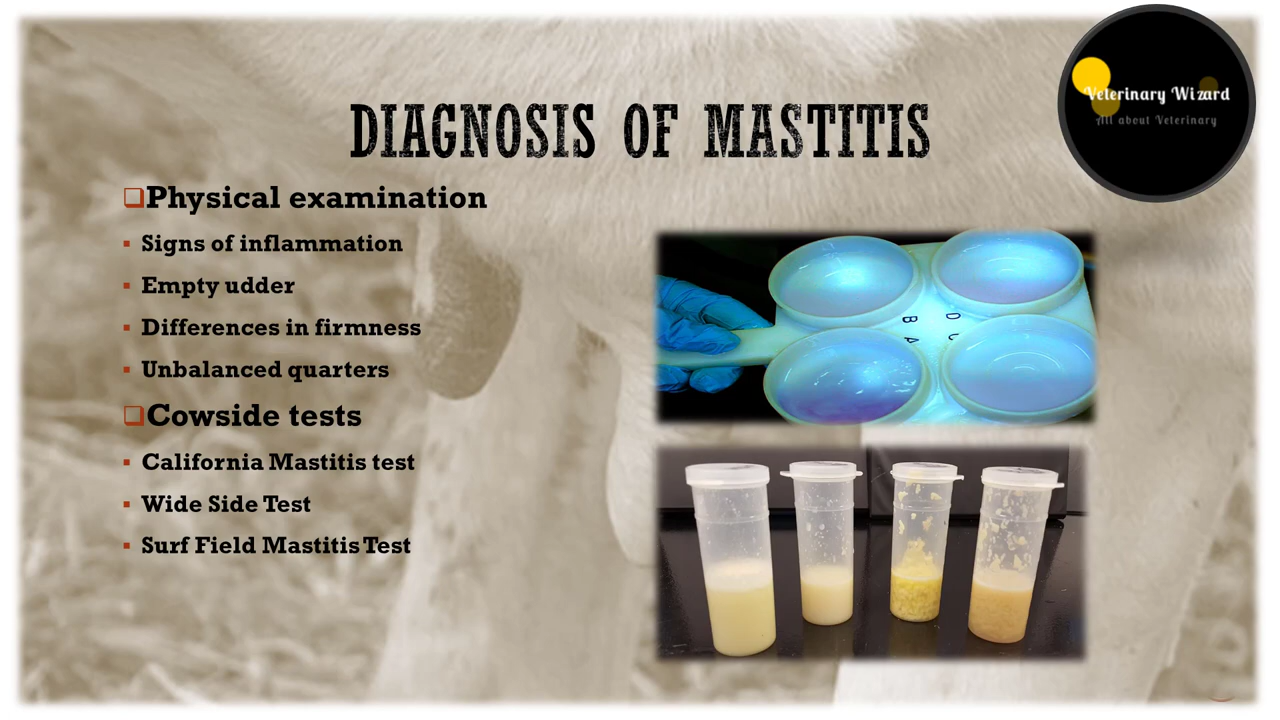 Veterinary Wizard
All about Veterinary
DIAGNOSIS OF MASTITIS
Physical examination
Signs of inflammation
Empty udder
Differences in firmness
Unbalanced quarters
Cowside tests
California Mastitis test
Wide Side Test
Surf Field Mastitis Test
B D
A C